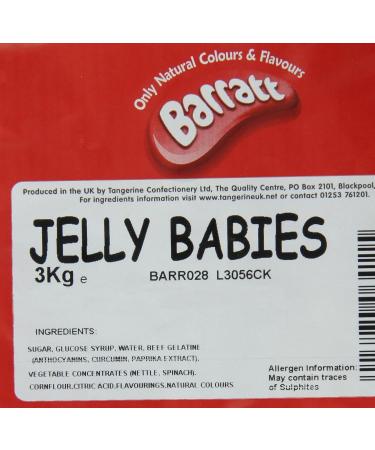 Only Natural Colours & Flavours
Barratt
Produced in the UK by Tangerine Confectionery Ltd, The Quality Centre, PO Box 2101, Blackpool,
For ingredients information visit www.tangerineuk.net or contact 01253 761201.
JELLY BABIES
3Kg e
BARR028 L3056CK
INGREDIENTS:
SUGAR, GLUCOSE SYRUP, WATER, BEEF GELATINE
(ANTHOCYANINS, CURCUMIN, PAPRIKA EXTRACT),
VEGETABLE CONCENTRATES (NETTLE, SPINACH).
CORNFLOUR,CITRIC ACID,FLAVOURINGS,NATURAL COLOURS
Allergen Information:
May contain traces
of Sulphites